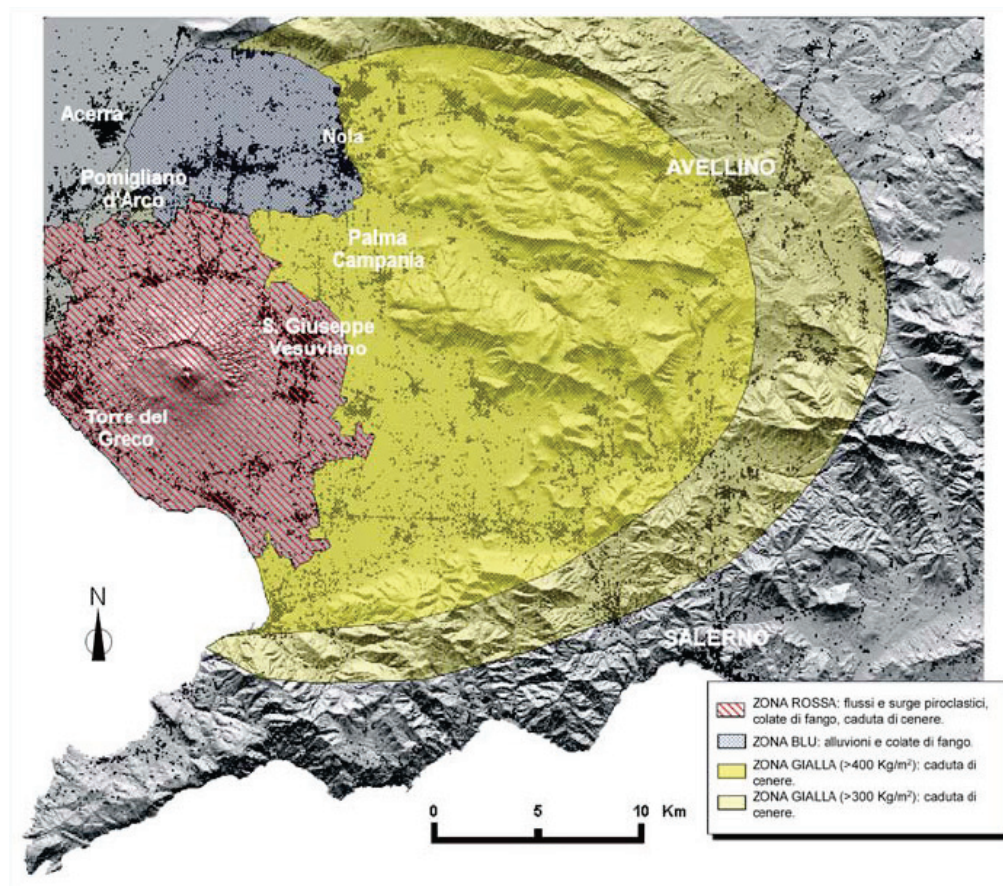 Acerra
Nola
Pomigliano
d'Arco
AVELLINO
Palma
Campania
S. Giuseppe
Vesuviano
Torre del
Greco
N
SALERNO
ZONA ROSSA: flussi e surge piroclastici,
colate di fango, caduta di cenere.
ZONA BLU: alluvioni e colate di fango.
ZONA GIALLA (>400 Kg/m²): caduta di
cenere.
ZONA GIALLA (>300 Kg/m²): caduta di
cenere.
0 5 10 Km